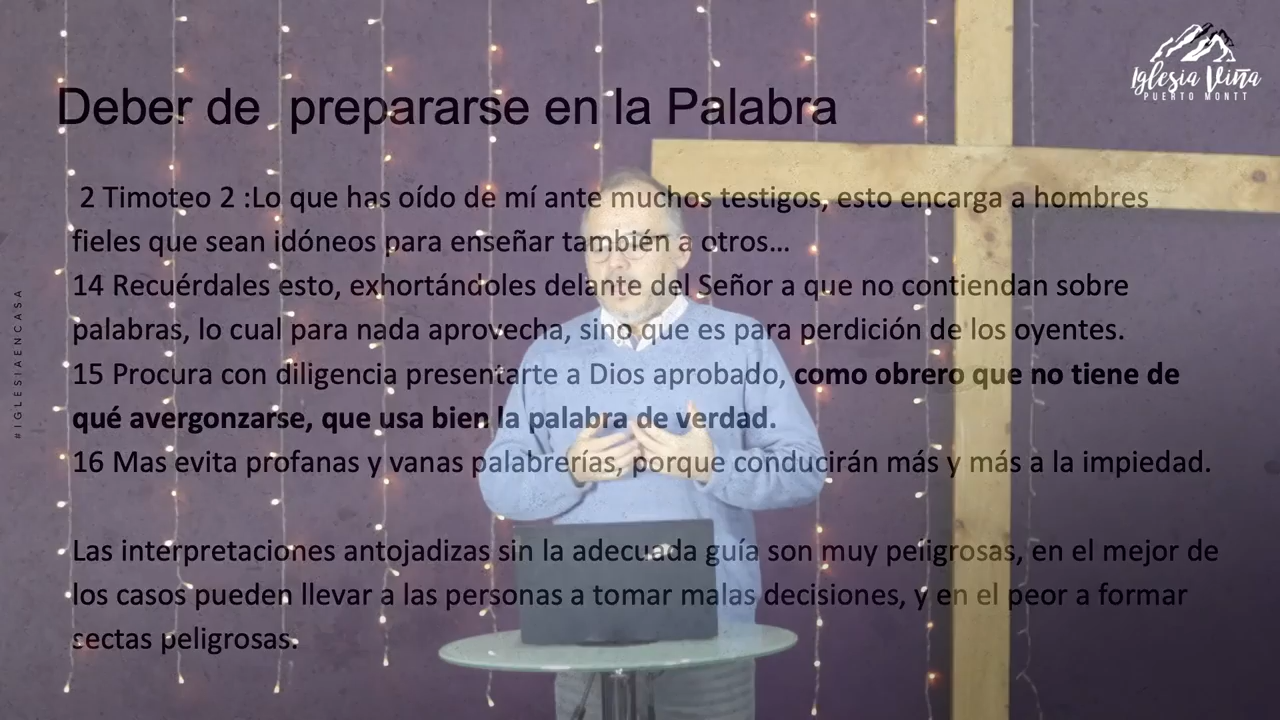 Iglesia Viña
PUERTO MONTT
Deber de  prepararse en la Palabra
2 Timoteo 2 :Lo que has oído de mí ante muchos testigos, esto encarga a hombres
fieles que sean idóneos para enseñar también a otros…
14 Recuérdales esto, exhortándoles delante del Señor a que no contiendan sobre
palabras, lo cual para nada aprovecha, sino que es para perdición de los oyentes.
15 Procura con diligencia presentarte a Dios aprobado, como obrero que no tiene de
qué avergonzarse, que usa bien la palabra de verdad.
16 Mas evita profanas y vanas palabrerías, porque conducirán más y más a la impiedad.
Las interpretaciones antojadizas sin la adecuada guía son muy peligrosas, en el mejor de
los casos pueden llevar a las personas a tomar malas decisiones, y en el peor a formar
sectas peligrosas.
#IGLESIAENCASA